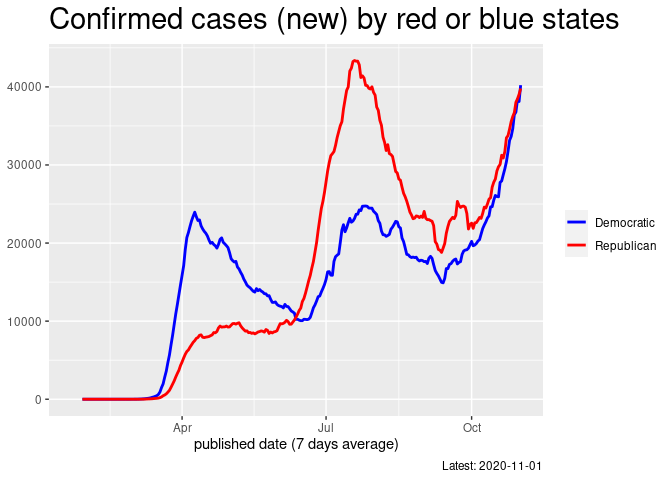 Confirmed cases (new) by red or blue states
40000
30000
20000
10000
0
Apr
Jul
Oct
published date (7 days average)
Democratic
Republican
Latest: 2020-11-01